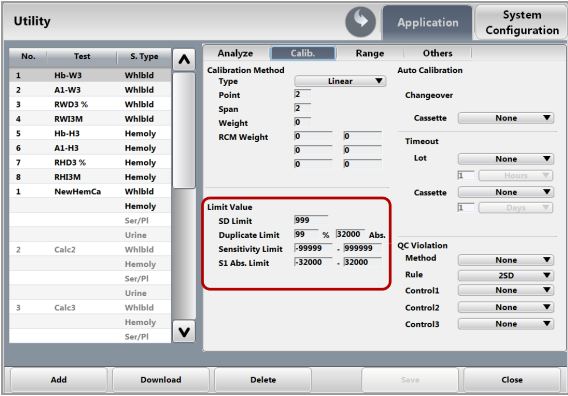 Utility
Application
System
Configuration
No. Test S. Type
1 Hb-W3 Whlbld
2 A1-W3 Whlbld
3 RWD3 % Whlbld
4 RWI3M Whlbld
5 Hb-H3 Hemoly
6 A1-H3 Hemoly
7 RHD3 % Hemoly
8 RHI3M Hemoly
1 NewHemCa Whlbld
Hemoly
Ser/Pl
Urine
2 Calc2 Whlbld
Hemoly
Ser/Pl
Urine
3 Calc3 Whlbld
Hemoly
Ser/Pl
Analyze Calib. Range Others
Calibration Method
Type Linear
Point 2
Span 2
Weight 0
RCM Weight 0 0
0 0
0 0
Limit Value
SD Limit 999
Duplicate Limit 99 % 32000 Abs.
Sensitivity Limit -99999 - 999999
S1 Abs. Limit -32000 - 32000
Auto Calibration
Changeover
Cassette None
Timeout
Lot None
1 Hours
Cassette None
1 Days
QC Violation
Method None
Rule 2SD
Control1 None
Control2 None
Control3 None
Add Download Delete Save Close